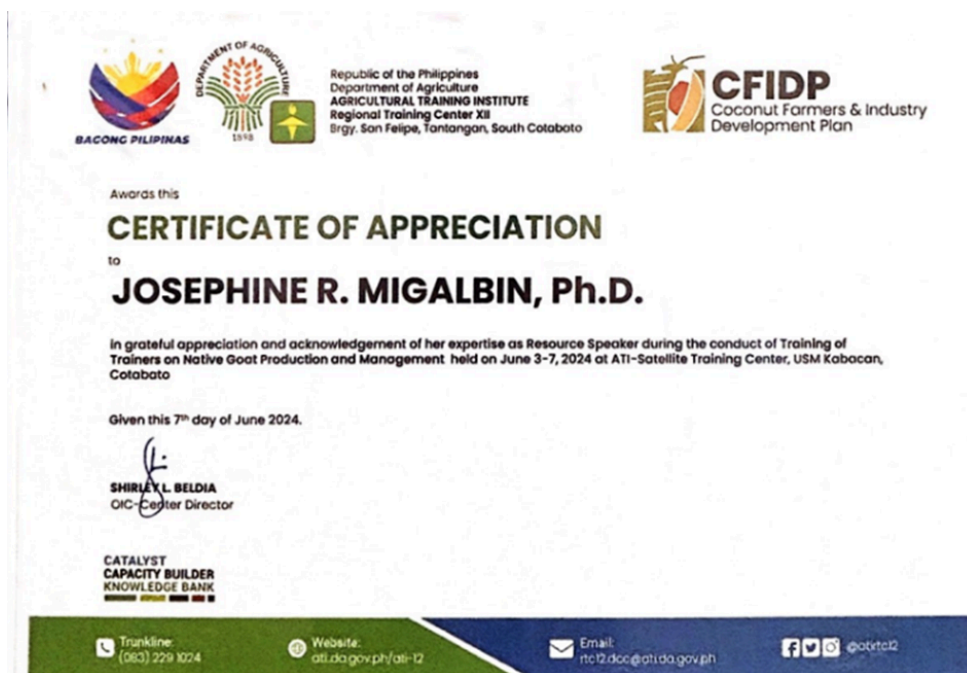 BAGONG PILIPINAS
DEPARTMENT OF AGRICULTURE
1898
Republic of the Philippines
Department of Agriculture
AGRICULTURAL TRAINING INSTITUTE
Regional Training Center XII
Brgy. San Felipe, Tantangan, South Cotabato
CFIDP
Coconut Farmers & Industry
Development Plan
Awards this
CERTIFICATE OF APPRECIATION
to
JOSEPHINE R. MIGALBIN, Ph.D.
in grateful appreciation and acknowledgement of her expertise as Resource Speaker during the conduct of Training of
Trainers on Native Goat Production and Management held on June 3-7, 2024 at ATI-Satellite Training Center, USM Kabacan,
Cotabato
Given this 7th day of June 2024.
SHIRLEY L. BELDIA
OIC-Center Director
CATALYST
CAPACITY BUILDER
KNOWLEDGE BANK
Trunkline:
(083) 229 1024
Website:
ati.da.gov.ph/ati-12
Email:
rtc12.dcc@ati.da.gov.ph
@atirtc12